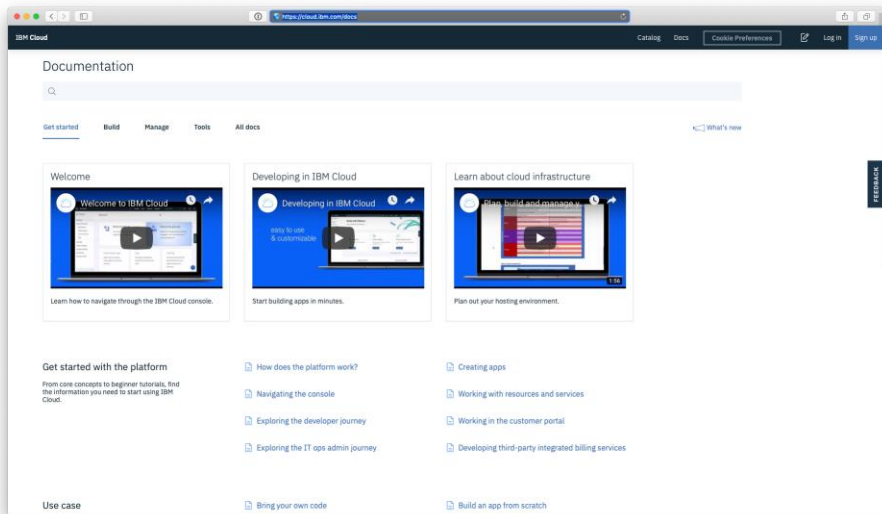 https://cloud.ibm.com/docs
IBM Cloud
Catalog Docs Cookie Preferences Log in Sign up
Documentation
Get started Build Manage Tools All docs What's new
FEEDBACK
Welcome Developing in IBM Cloud Learn about cloud infrastructure
Welcome to IBM Cloud Developing in IBM Cloud Plan, build and manage y
easy to use
& customizable
1:56
Learn how to navigate through the IBM Cloud console. Start building apps in minutes. Plan out your hosting environment.
Get started with the platform
From core concepts to beginner tutorials, find
the information you need to start using IBM
Cloud.
How does the platform work? Creating apps
Navigating the console Working with resources and services
Exploring the developer journey Working in the customer portal
Exploring the IT ops admin journey Developing third-party integrated billing services
Use case Bring your own code Build an app from scratch